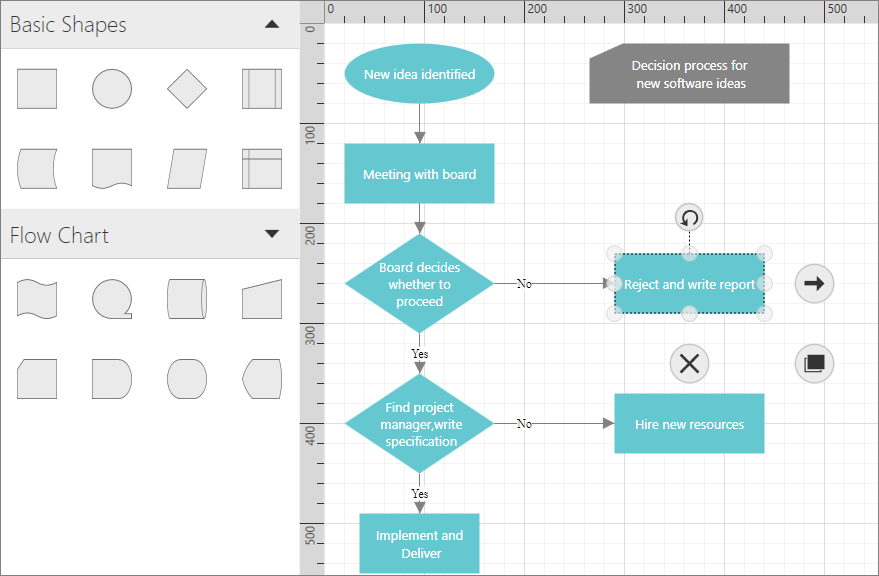 Basic Shapes
Flow Chart
0
100
200
300
400
500
0
100
200
300
400
500
New idea identified
Decision process for
new software ideas
Meeting with board
Board decides
whether to
proceed
No
Reject and write report
Yes
Find project
manager,write
specification
No
Hire new resources
Yes
Implement and
Deliver